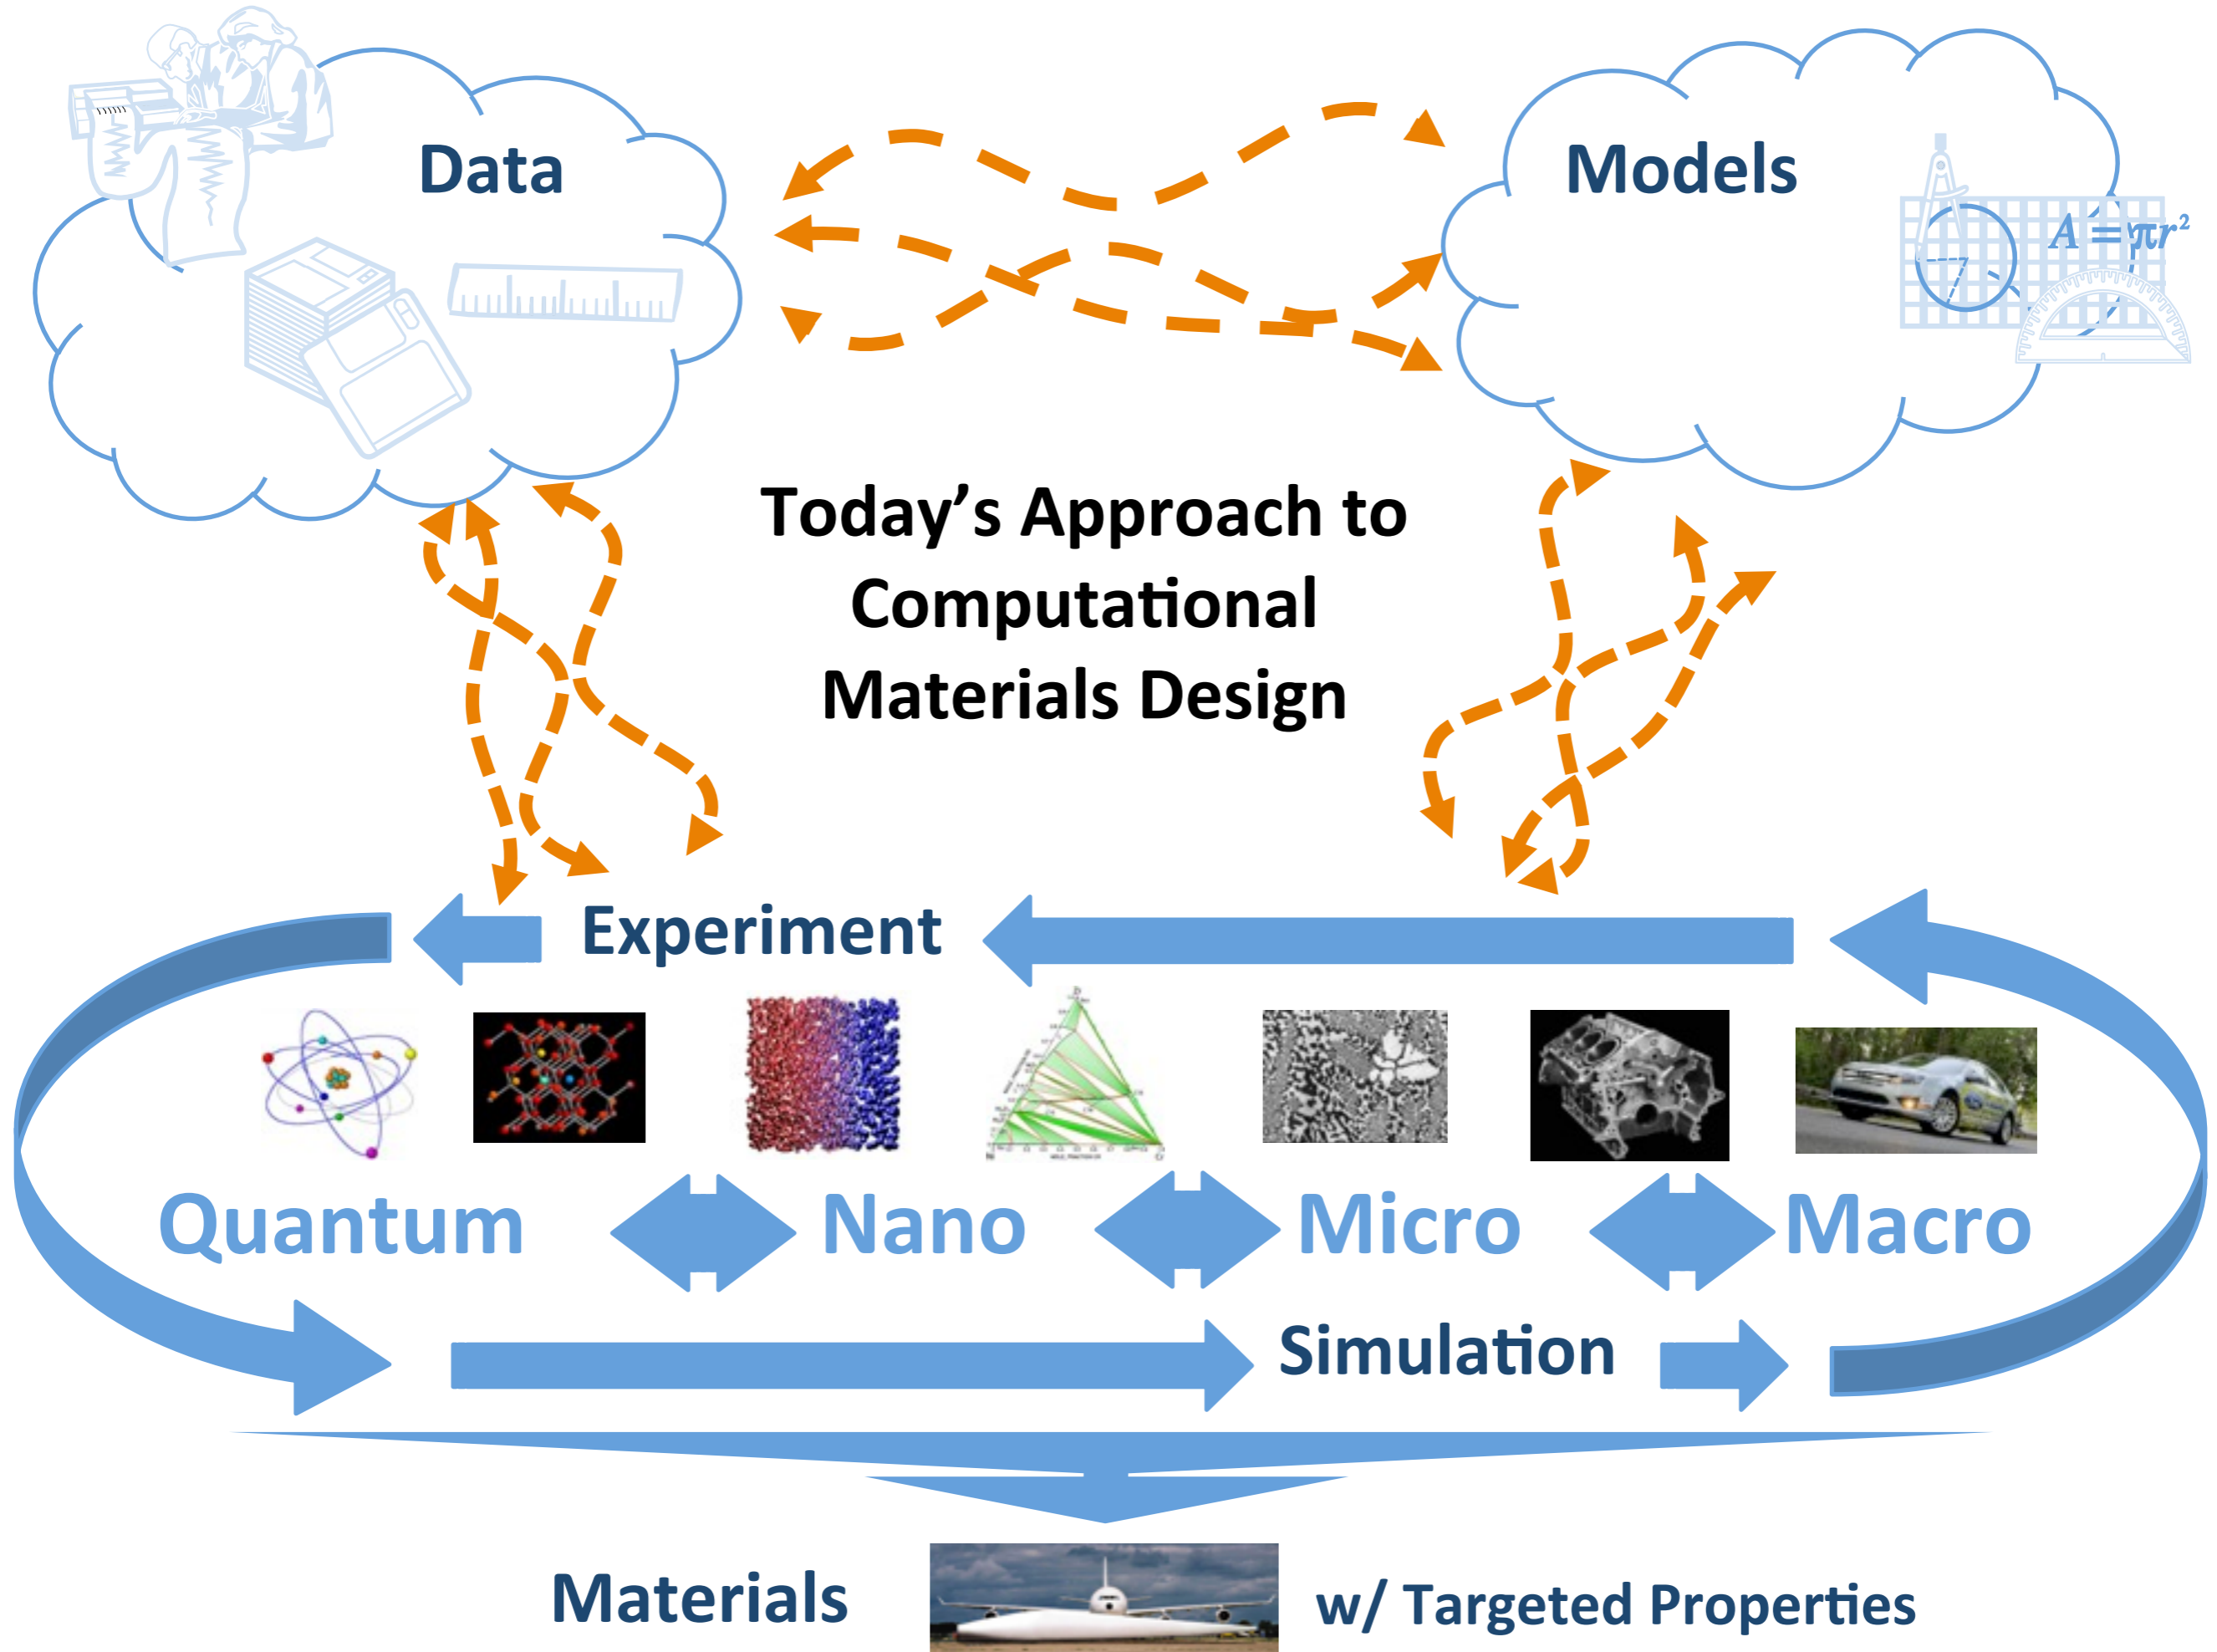 Data
Models
A = πr²
Today’s Approach to
Computational
Materials Design
Experiment
Quantum
Nano
Micro
Macro
Simulation
Materials
w/ Targeted Properties